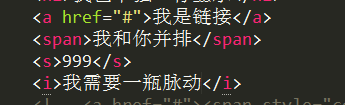 <a href="#">我是链接</a>
<span>我和你并排</span>
<s>999</s>
<i>我需要一瓶脉动</i>